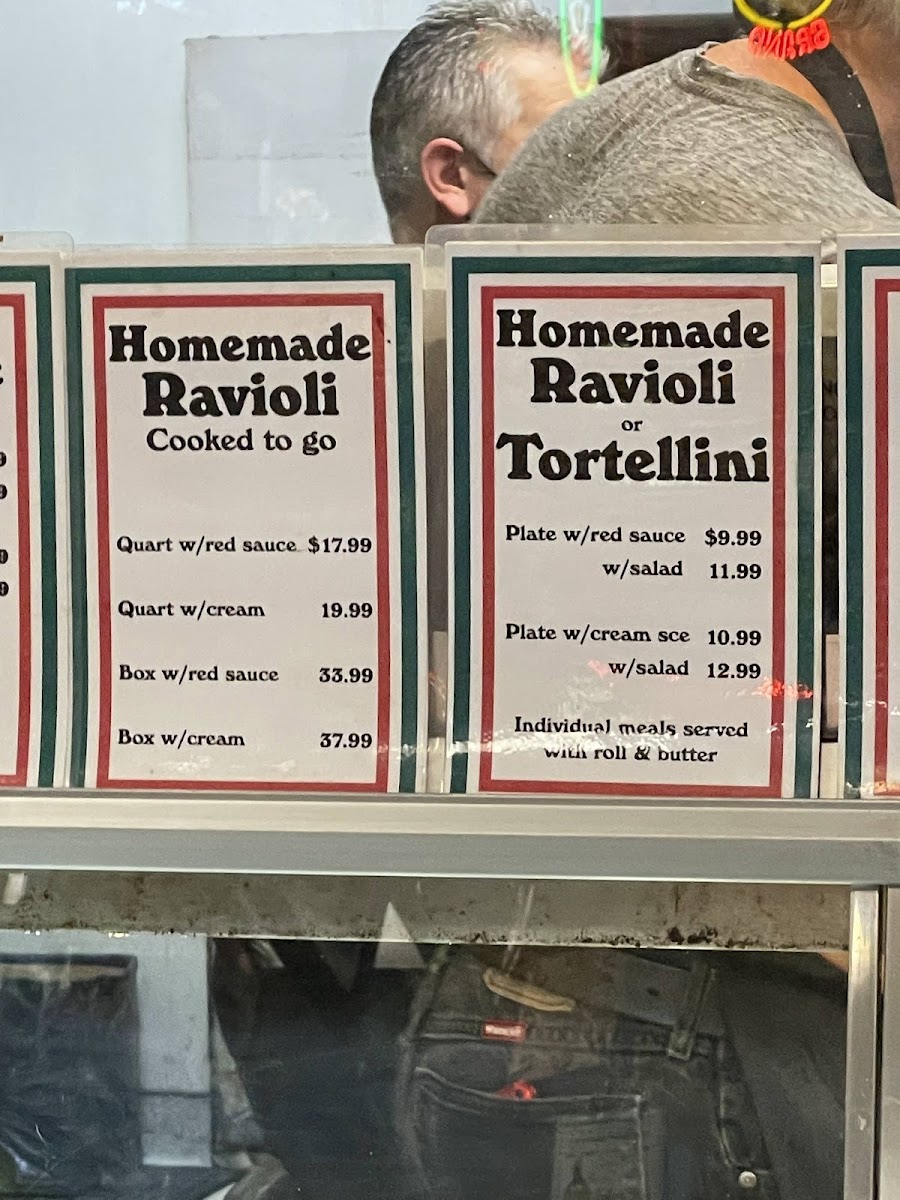 Homemade
Ravioli
Cooked to go
Quart w/red sauce $17.99
Quart w/cream 19.99
Box w/red sauce 33.99
Box w/cream 37.99
Homemade
Ravioli
or
Tortellini
Plate w/red sauce $9.99
w/salad 11.99
Plate w/cream sce 10.99
w/salad 12.99
Individual meals served
with roll & butter